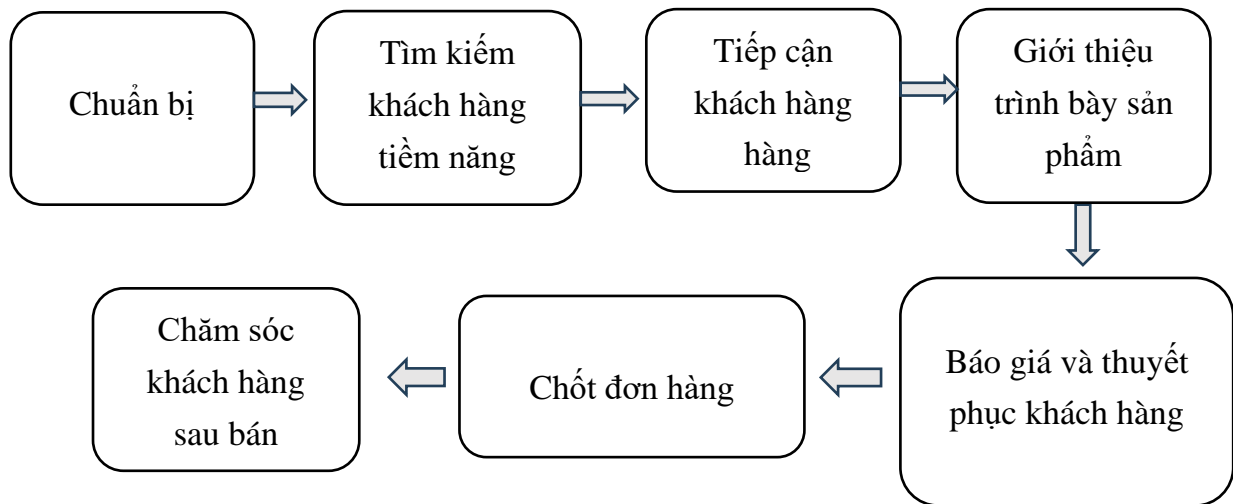 Chuẩn bị
Tìm kiếm
khách hàng
tiềm năng
Tiếp cận
khách hàng
hàng
Giới thiệu
trình bày sản
phẩm
Báo giá và thuyết
phục khách hàng
Chốt đơn hàng
Chăm sóc
khách hàng
sau bán